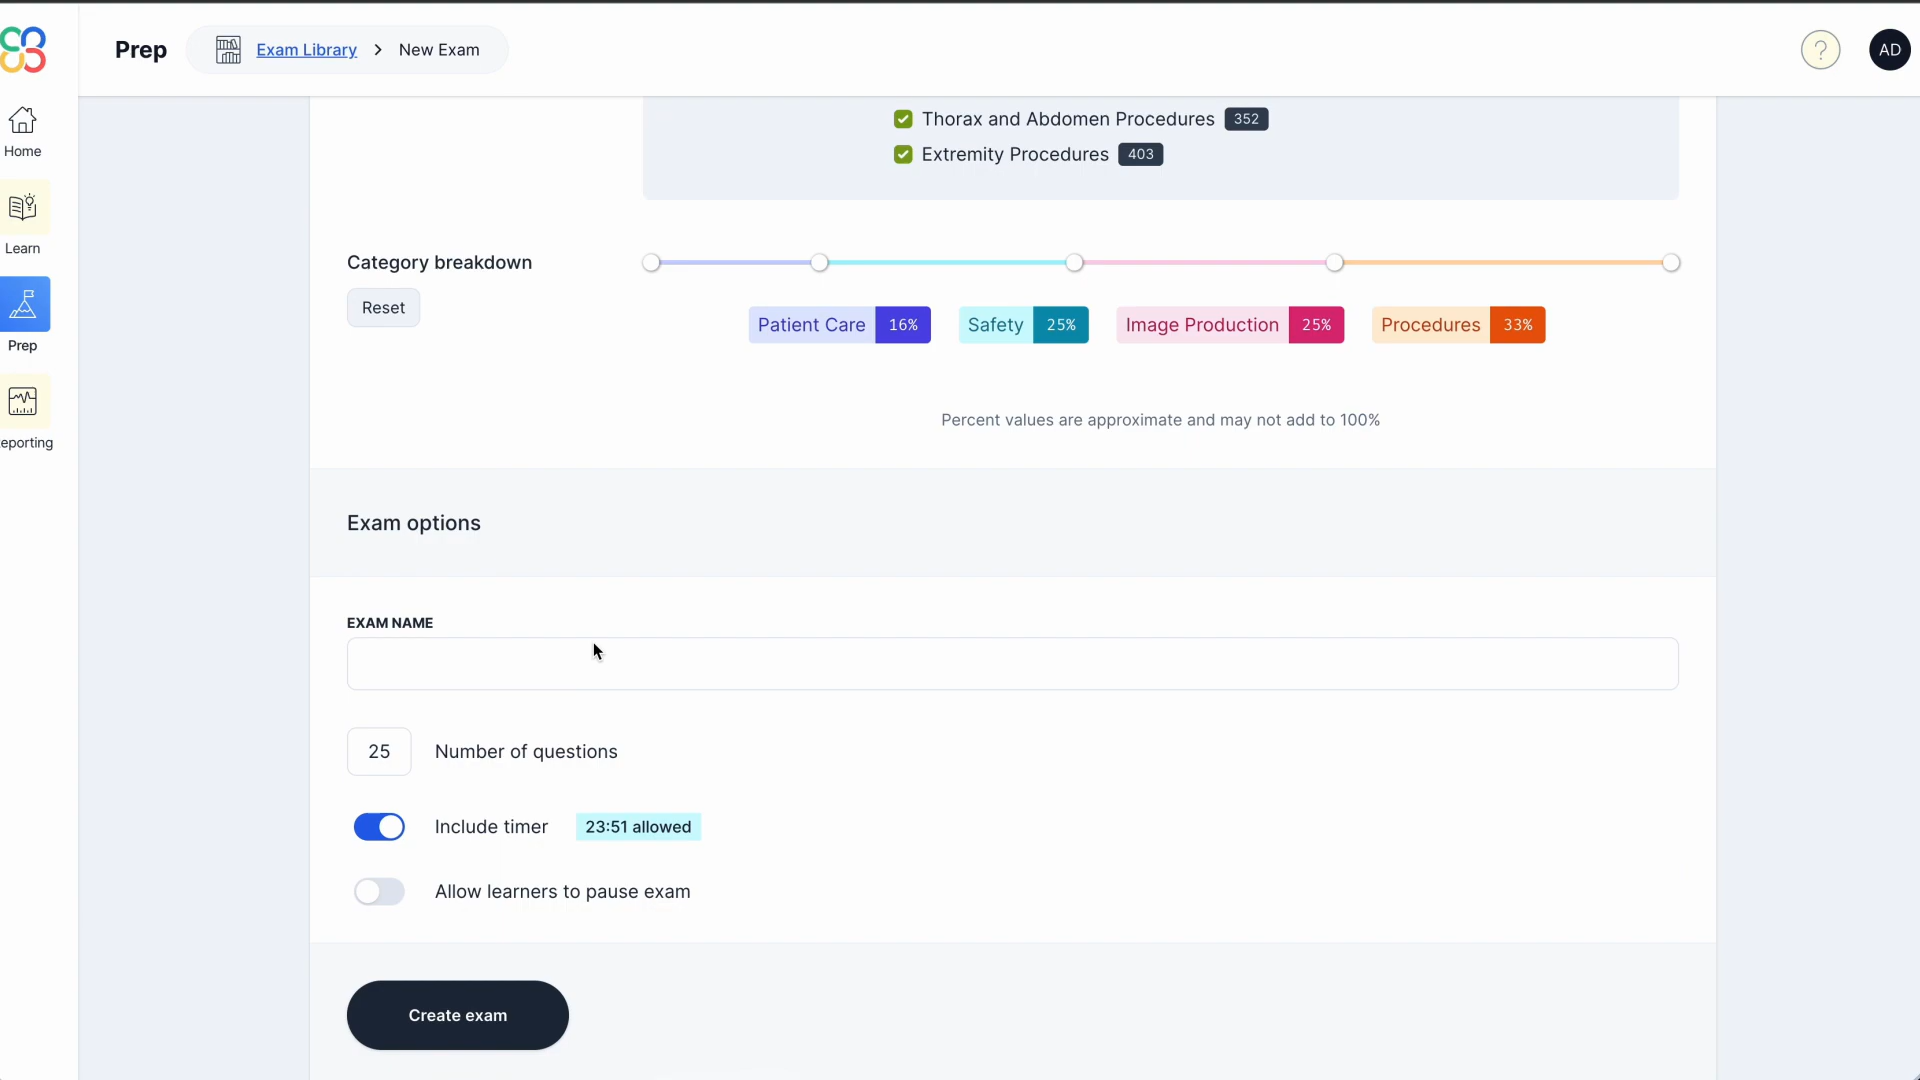 Prep
Exam Library > New Exam
?
AD
Home
Learn
Prep
eporting
Thorax and Abdomen Procedures 352
Extremity Procedures 403
Category breakdown
Reset
Patient Care 16% Safety 25% Image Production 25% Procedures 33%
Percent values are approximate and may not add to 100%
Exam options
EXAM NAME
25 Number of questions
Include timer 23:51 allowed
Allow learners to pause exam
Create exam